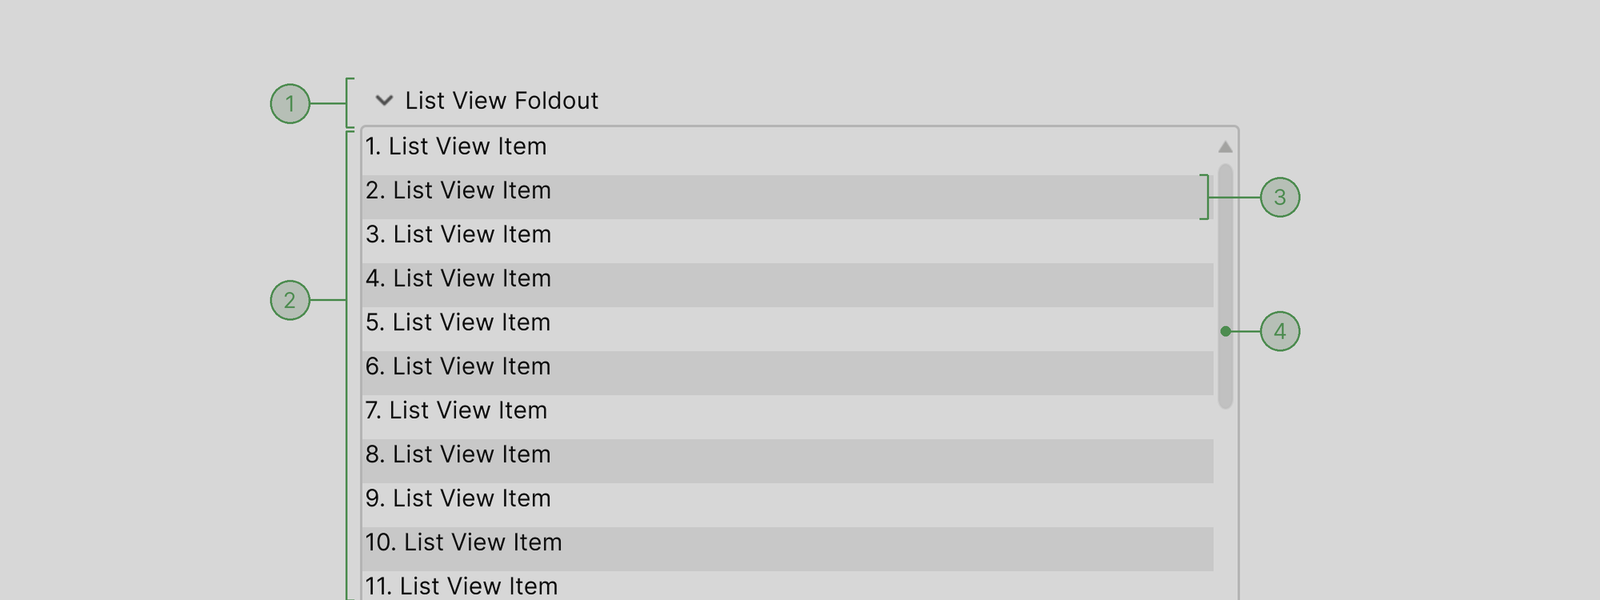 1
List View Foldout
1. List View Item
2. List View Item
3
3. List View Item
4. List View Item
2
5. List View Item
4
6. List View Item
7. List View Item
8. List View Item
9. List View Item
10. List View Item
11. List View Item